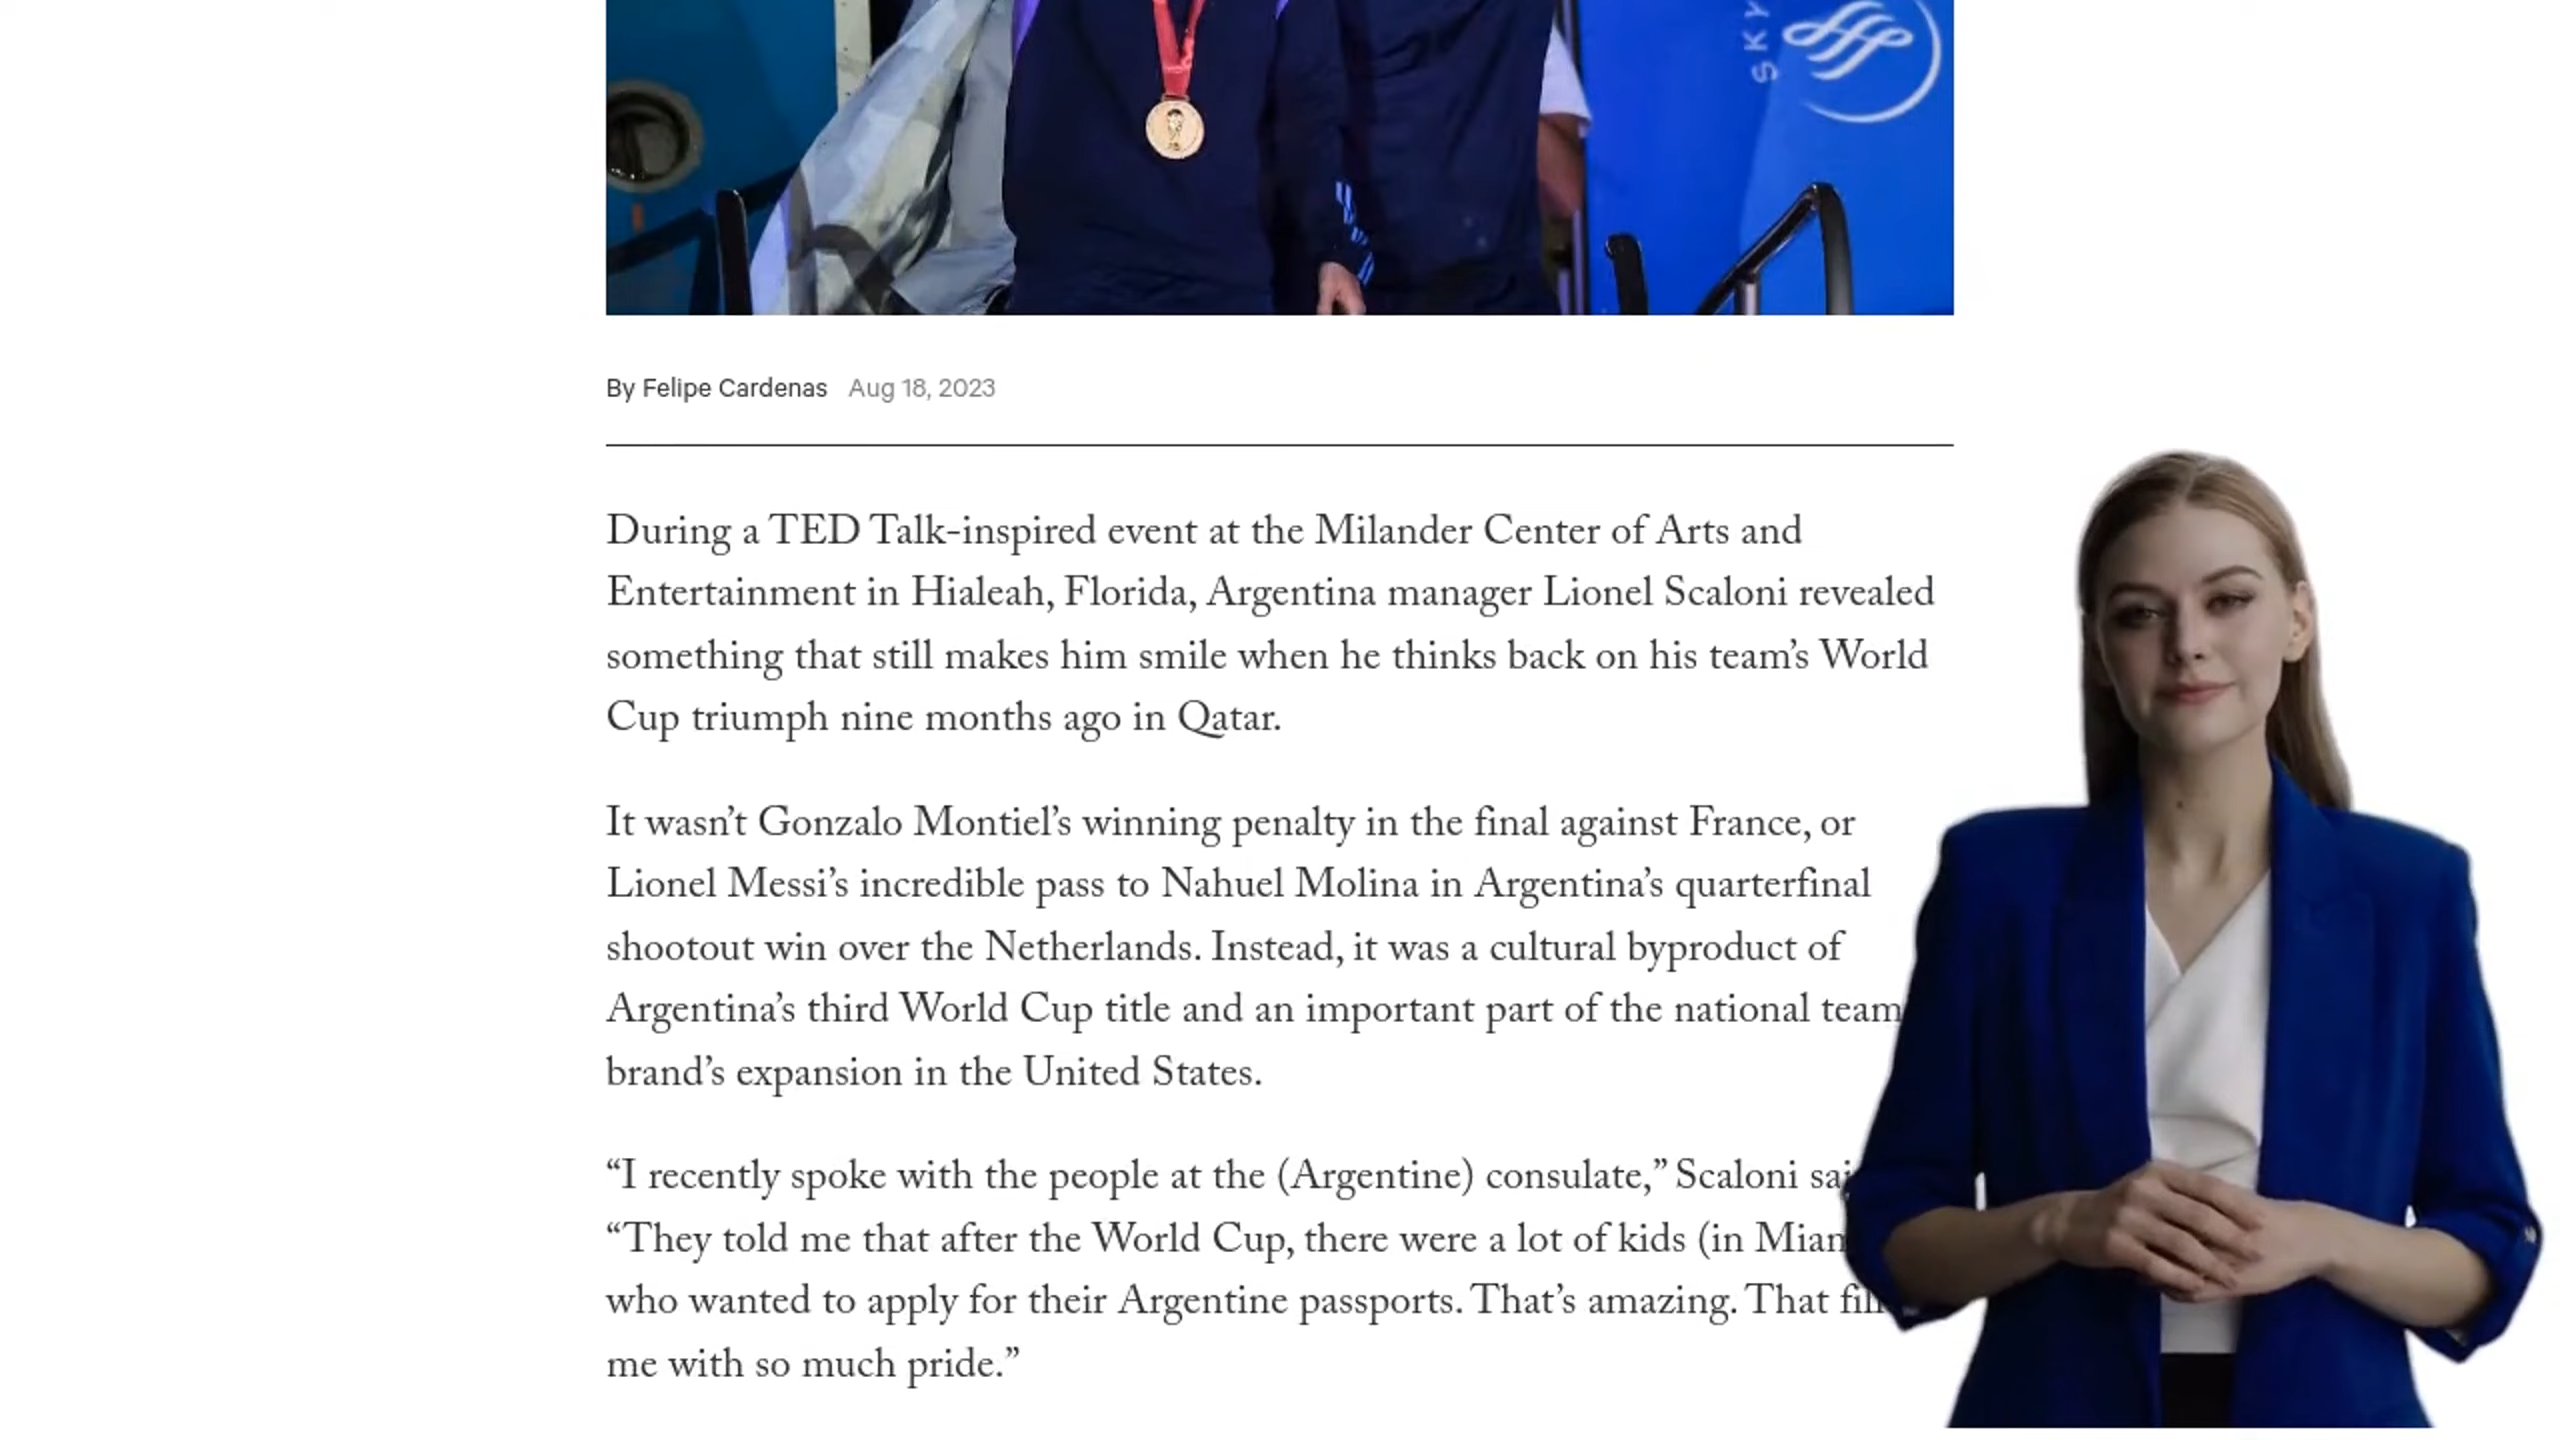 SKY
By Felipe Cardenas Aug 18, 2023
During a TED Talk-inspired event at the Milander Center of Arts and
Entertainment in Hialeah, Florida, Argentina manager Lionel Scaloni revealed
something that still makes him smile when he thinks back on his team’s World
Cup triumph nine months ago in Qatar.
It wasn’t Gonzalo Montiel’s winning penalty in the final against France, or
Lionel Messi’s incredible pass to Nahuel Molina in Argentina’s quarterfinal
shootout win over the Netherlands. Instead, it was a cultural byproduct of
Argentina’s third World Cup title and an important part of the national team
brand’s expansion in the United States.
“I recently spoke with the people at the (Argentine) consulate,” Scaloni
“They told me that after the World Cup, there were a lot of kids (in
who wanted to apply for their Argentine passports. That’s amazing. That
me with so much pride.”